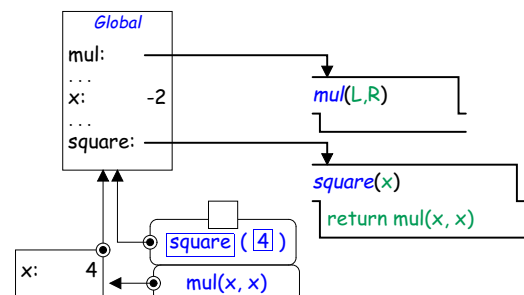 Global
mul:
...
x: -2
...
square:
mul(L,R)
square(x)
return mul(x, x)
square ( 4 )
x: 4
mul(x, x)